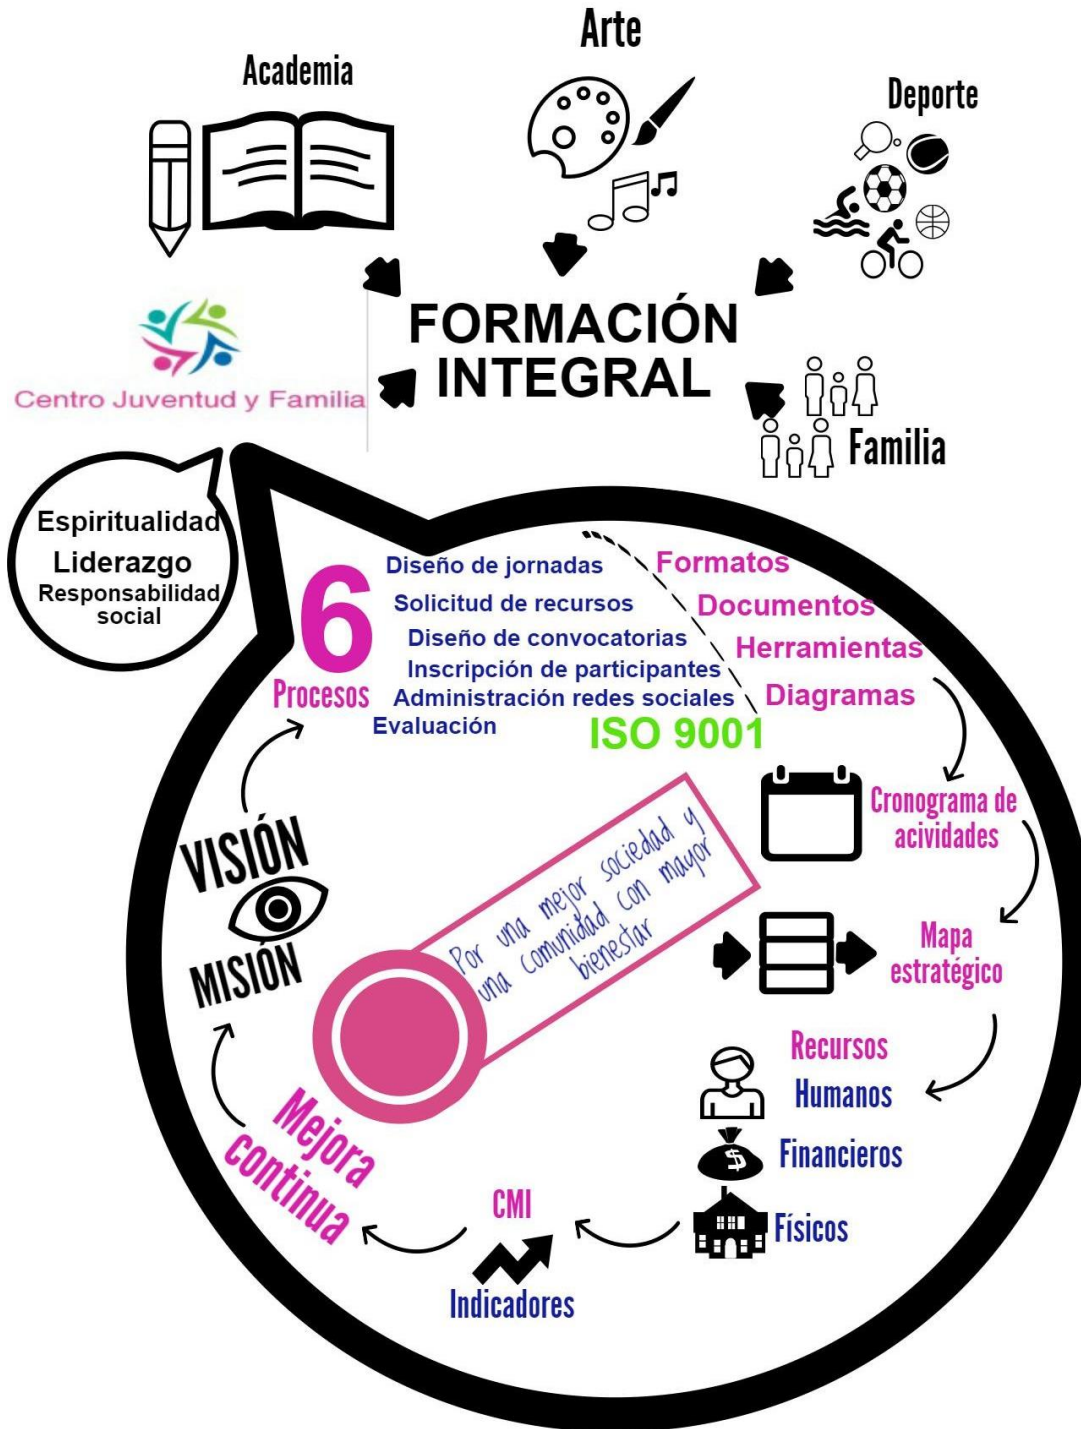 Arte
Academia
Deporte
FORMACIÓN
INTEGRAL
Centro Juventud y Familia
Familia
Espiritualidad
Liderazgo
Responsabilidad
social
6
Procesos
Diseño de jornadas
Solicitud de recursos
Diseño de convocatorias
Inscripción de participantes
Administración redes sociales
Evaluación
Formatos
Documentos
Herramientas
Diagramas
ISO 9001
Cronograma de
acividades
Mapa
estratégico
Recursos
Humanos
Financieros
$
Físicos
CMI
Indicadores
Mejora
continua
VISIÓN
MISIÓN
Por una mejor sociedad y
una comunidad con mayor
bienestar